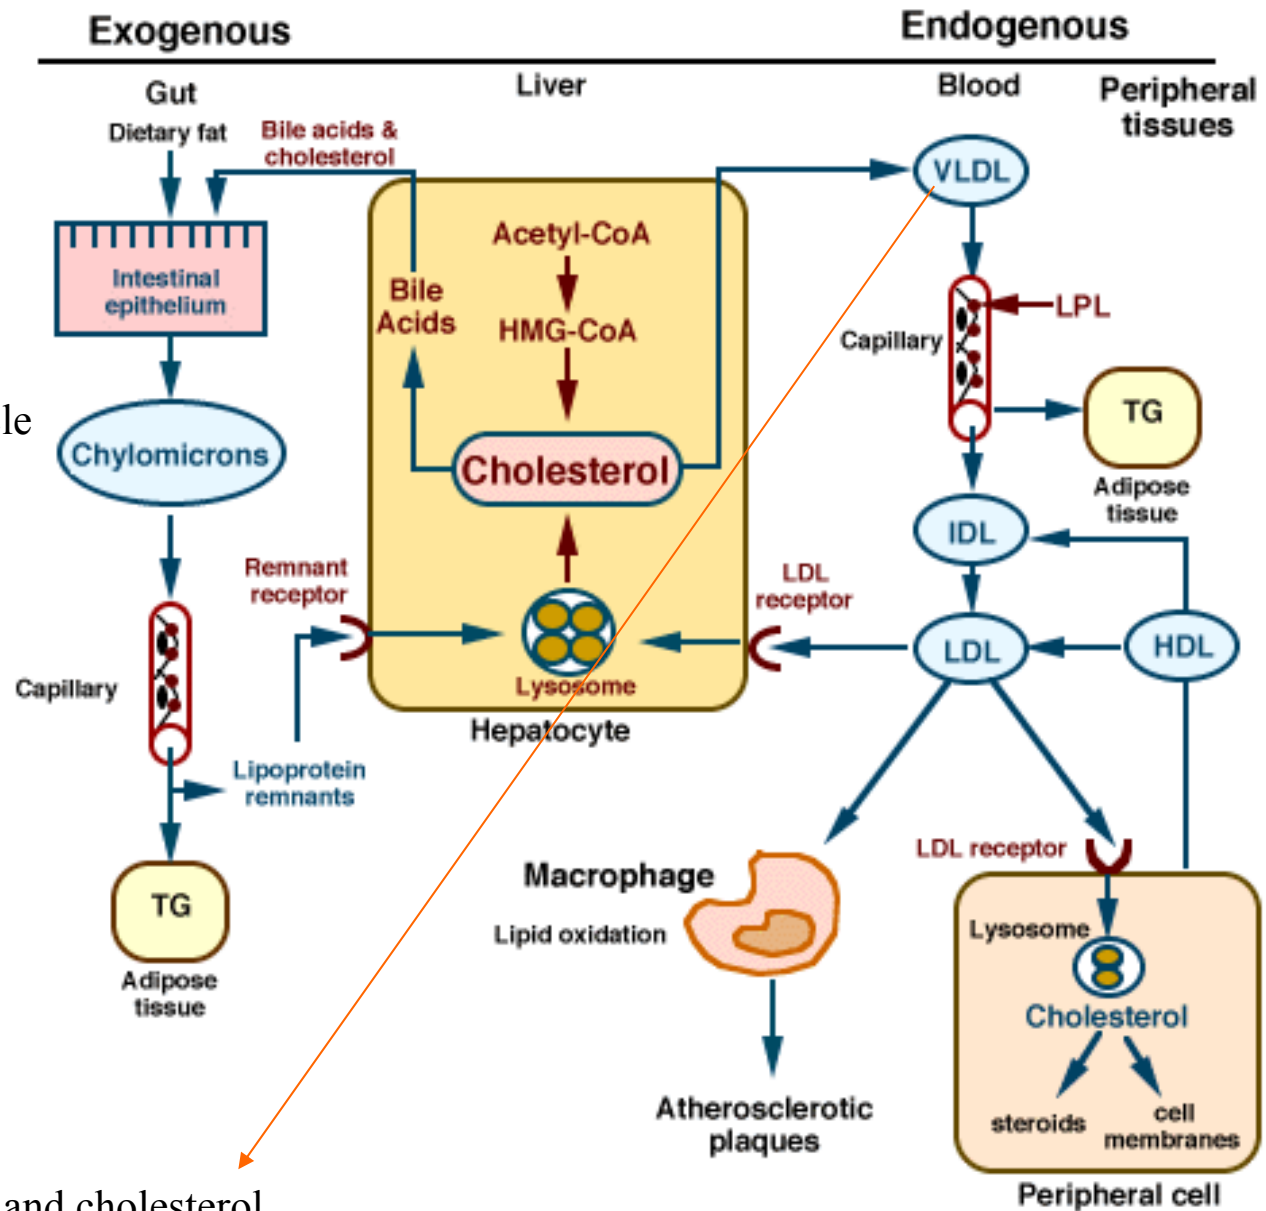 Exogenous
Endogenous
Gut
Liver
Blood
Peripheral
tissues
Dietary fat
Bile acids &
cholesterol
VLDL
Acetyl-CoA
Intestinal
epithelium
Bile
Acids
HMG-CoA
LPL
Capillary
TG
Adipose
tissue
le
Chylomicrons
Cholesterol
IDL
Remnant
receptor
LDL
receptor
LDL
HDL
Lysosome
Capillary
Hepatocyte
Lipoprotein
remnants
LDL receptor
Macrophage
Lipid oxidation
TG
Adipose
tissue
Lysosome
Cholesterol
Atherosclerotic
plaques
steroids
cell
membranes
and cholesterol
Peripheral cell